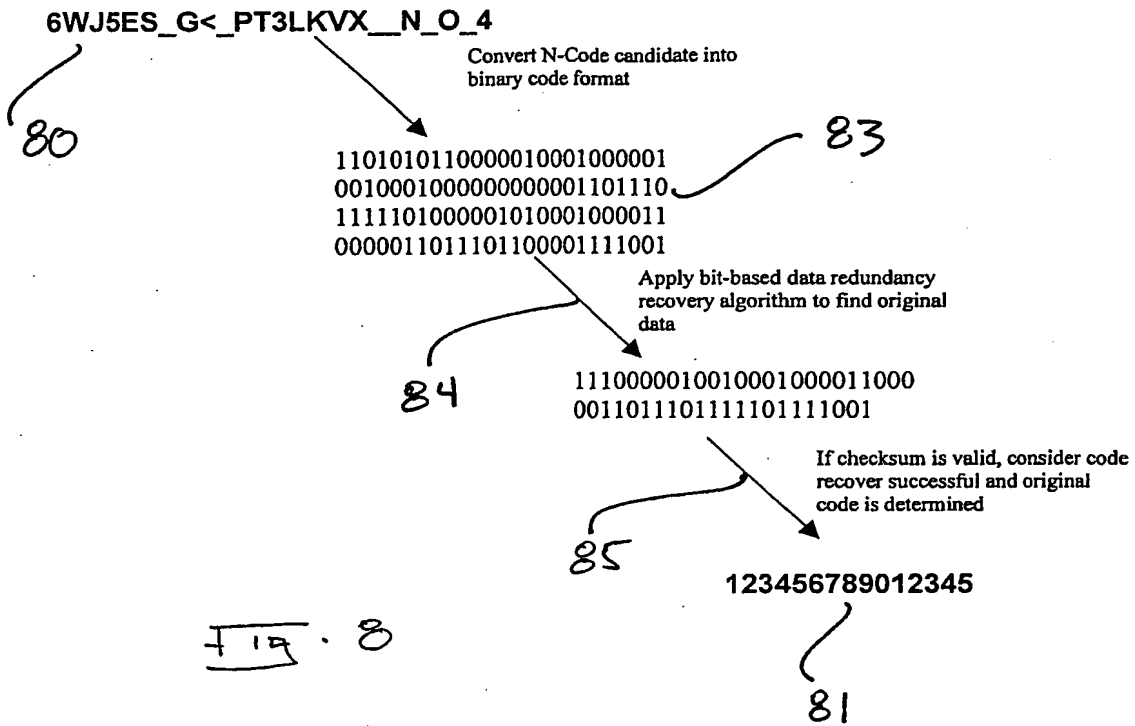 6WJ5ES_G<_PT3LKVX__N_O_4
Convert N-Code candidate into
binary code format
80
83
1101010110000010001000001
0010001000000000001101110
1111101000001010001000011
0000011011101100001111001
Apply bit-based data redundancy
recovery algorithm to find original
data
84
1110000010010001000011000
0011011101111101111001
If checksum is valid, consider code
recover successful and original
code is determined
85
123456789012345
Fig. 8
81